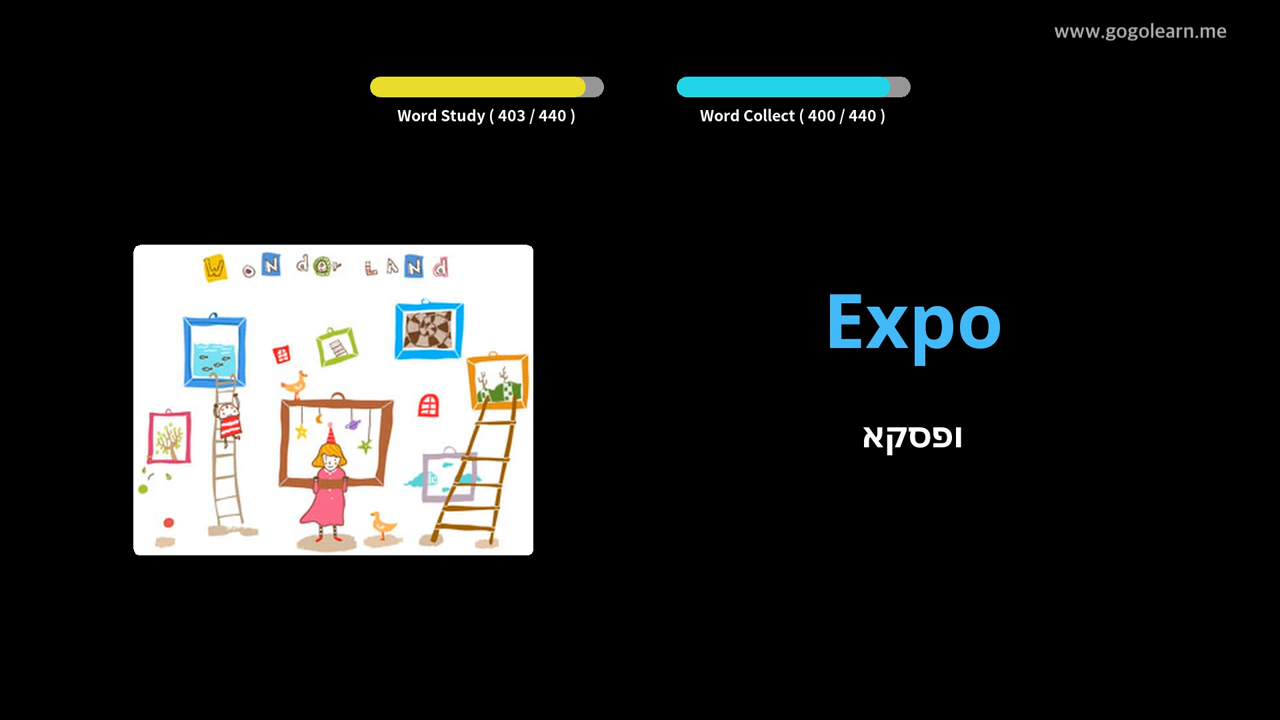 www.gogolearn.me
Word Study ( 403 / 440 )
Word Collect ( 400 / 440 )
WoNder LANd
Expo
ופסקא